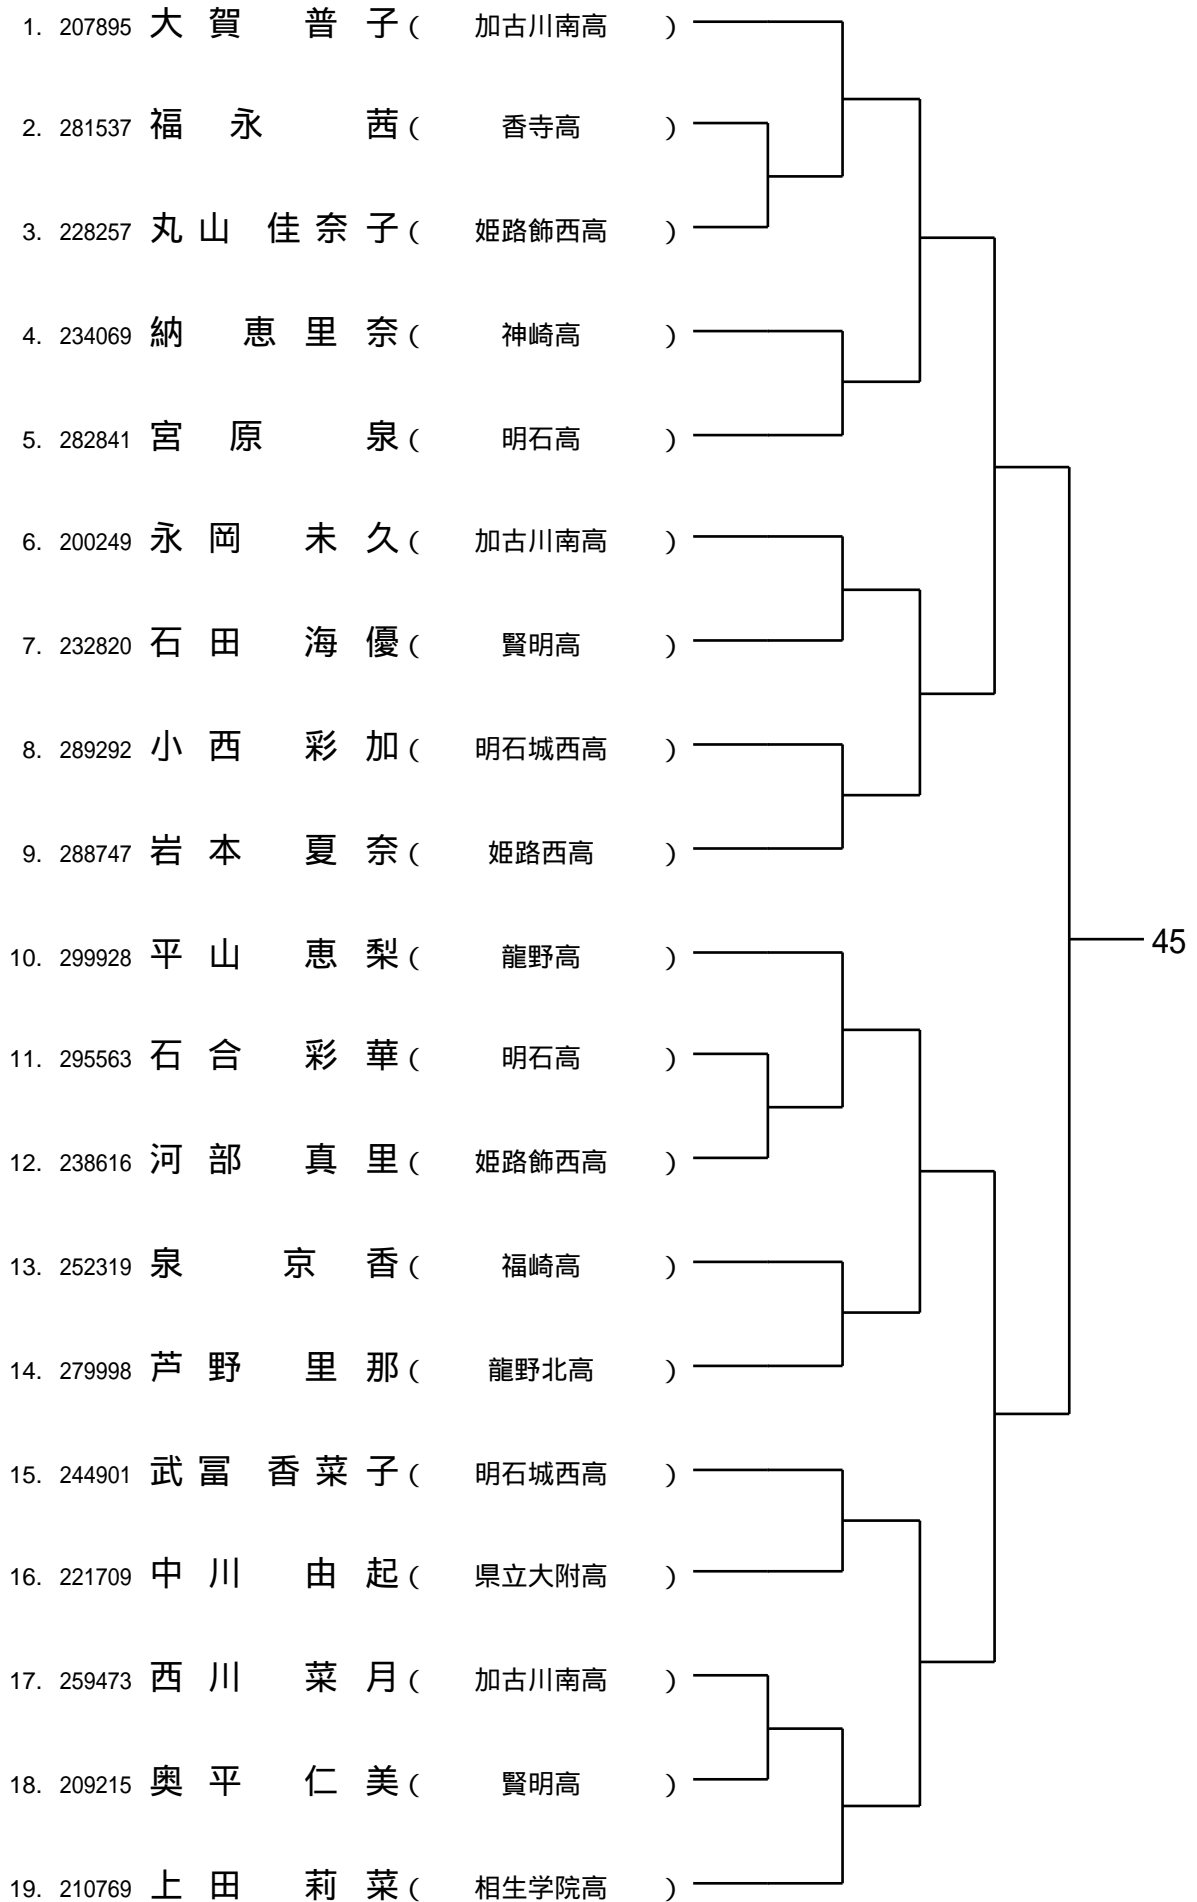 1. 207895 大賀 普子 ( 加古川南高 )
2. 281537 福永 茜 ( 香寺高 )
3. 228257 丸山 佳奈子 ( 姫路飾西高 )
4. 234069 納 恵里奈 ( 神崎高 )
5. 282841 宮原 泉 ( 明石高 )
6. 200249 永岡 未久 ( 加古川南高 )
7. 232820 石田 海優 ( 賢明高 )
8. 289292 小西 彩加 ( 明石城西高 )
9. 288747 岩本 夏奈 ( 姫路西高 )
45
10. 299928 平山 恵梨 ( 龍野高 )
11. 295563 石合 彩華 ( 明石高 )
12. 238616 河部 真里 ( 姫路飾西高 )
13. 252319 泉 京香 ( 福崎高 )
14. 279998 芦野 里那 ( 龍野北高 )
15. 244901 武冨 香菜子 ( 明石城西高 )
16. 221709 中川 由起 ( 県立大附高 )
17. 259473 西川 菜月 ( 加古川南高 )
18. 209215 奥平 仁美 ( 賢明高 )
19. 210769 上田 莉菜 ( 相生学院高 )